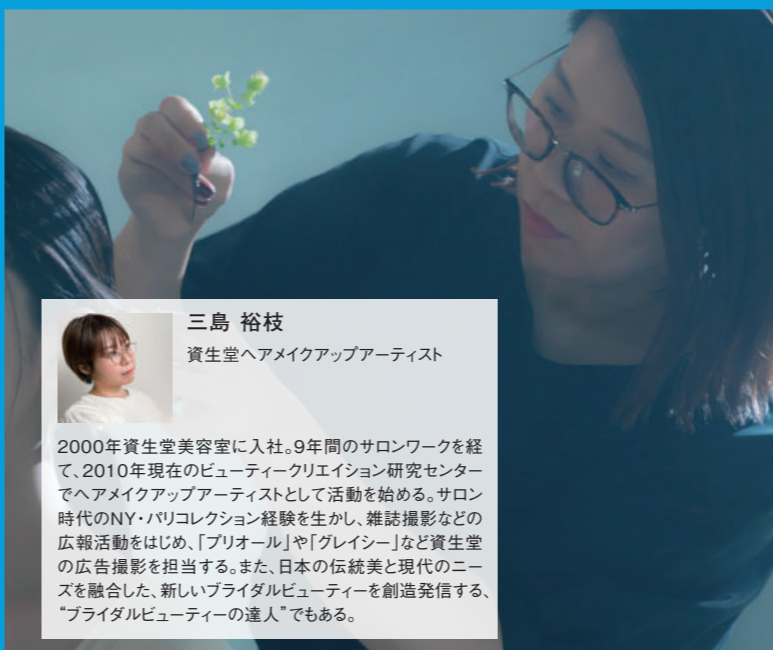 三島 裕枝
資生堂ヘアメイクアップアーティスト
2000年資生堂美容室に入社。9年間のサロンワークを経
て、2010年現在のビューティークリエイション研究センター
でヘアメイクアップアーティストとして活動を始める。サロン
時代のNY・パリコレクション経験を生かし、雑誌撮影などの
広報活動をはじめ、「プリオール」や「グレイシー」など資生堂
の広告撮影を担当する。また、日本の伝統美と現代のニー
ズを融合した、新しいブライダルビューティーを創造発信する、
“ブライダルビューティーの達人”でもある。